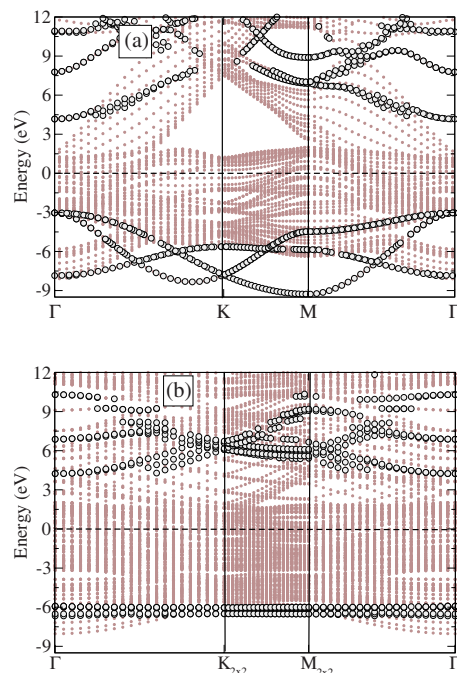 12
9
6
3
0
-3
-6
-9
Energy (eV)
(a)
Γ K M Γ
12
9
6
3
0
-3
-6
-9
Energy (eV)
(b)
Γ K2x2 M2x2 Γ